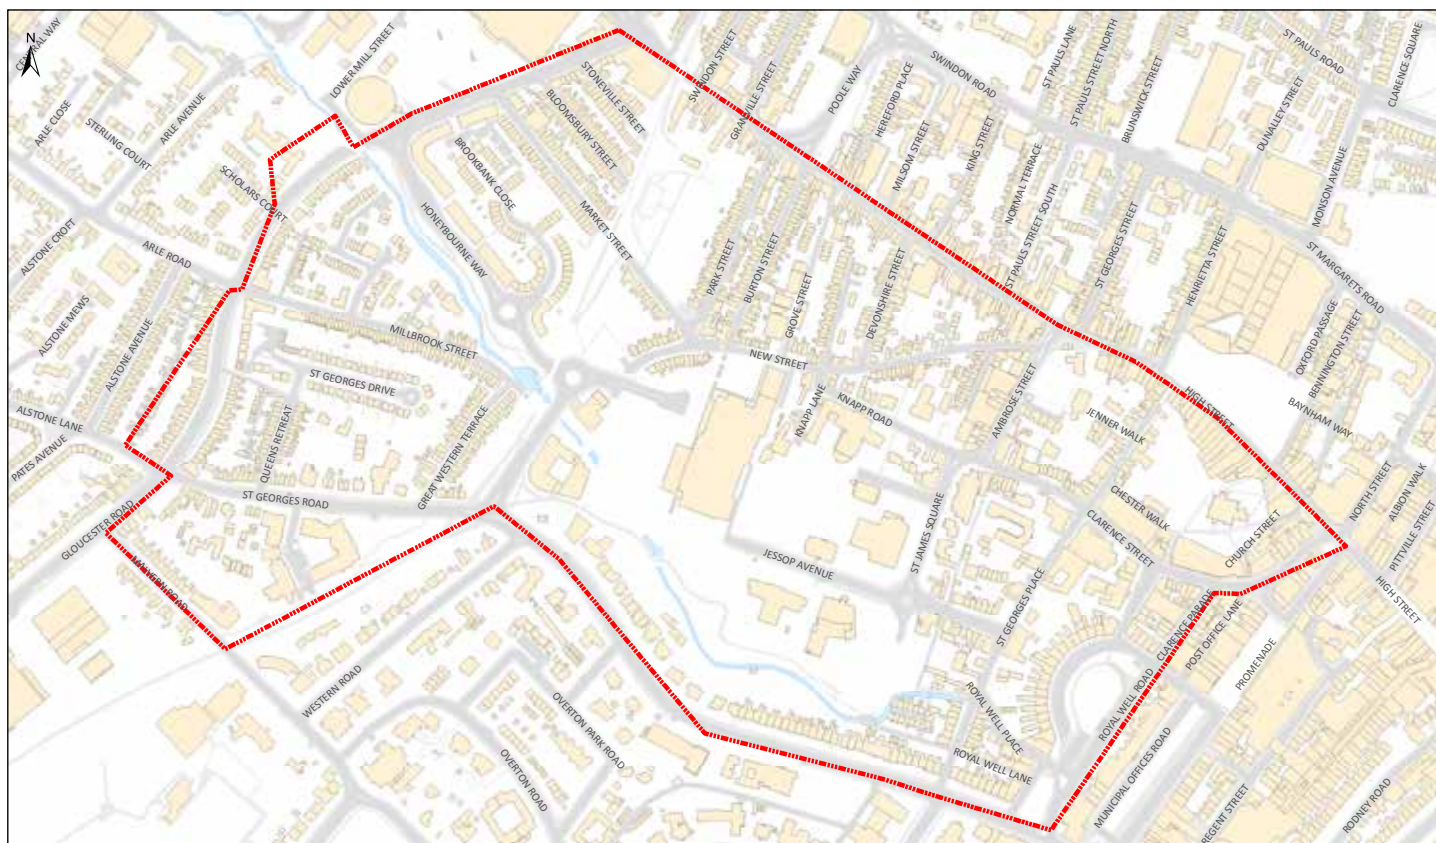 N
CENTRAL WAY
LOWER MILL STREET
SWINDON STREET
ST PAULS LANE
ST PAULS STREET NORTH
ST PAULS ROAD
CLARENCE SQUARE
ARLE CLOSE
STERLING COURT
ARLE AVENUE
STONEVILLE STREET
BLOOMSBURY STREET
GRANVILLE STREET
POOLE WAY
HEREFORD PLACE
SWINDON ROAD
BRUNSWICK STREET
DUNALLEY STREET
SCHOLARS COURT
BROOKBANK CLOSE
MILSOM STREET
KING STREET
NORMAL TERRACE
MONSON AVENUE
ALSTONE CROFT
ARLE ROAD
HONEYBOURNE WAY
MARKET STREET
PARK STREET
BURTON STREET
GROVE STREET
DEVONSHIRE STREET
ST PAULS STREET SOUTH
ST GEORGES STREET
HENRIETTA STREET
ST MARGARETS ROAD
ALSTONE MEWS
ALSTONE AVENUE
MILLBROOK STREET
NEW STREET
OXFORD PASSAGE
BENNINGTON STREET
ST GEORGES DRIVE
KNAPP LANE
KNAPP ROAD
AMBROSE STREET
JENNER WALK
HIGH STREET
BAYNHAM WAY
ALSTONE LANE
PATES AVENUE
QUEENS RETREAT
GREAT WESTERN TERRACE
ST GEORGES ROAD
GLOUCESTER ROAD
CHESTER WALK
CLARENCE STREET
CHURCH STREET
NORTH STREET
ALBION WALK
PITTVILLE STREET
MALVERN ROAD
JESSOP AVENUE
ST JAMES SQUARE
ST GEORGES PLACE
CLARENCE PARADE
POST OFFICE LANE
HIGH STREET
PROMENADE
WESTERN ROAD
OVERTON PARK ROAD
OVERTON ROAD
ROYAL WELL PLACE
ROYAL WELL LANE
ROYAL WELL ROAD
MUNICIPAL OFFICES ROAD
REGENT STREET
RODNEY ROAD